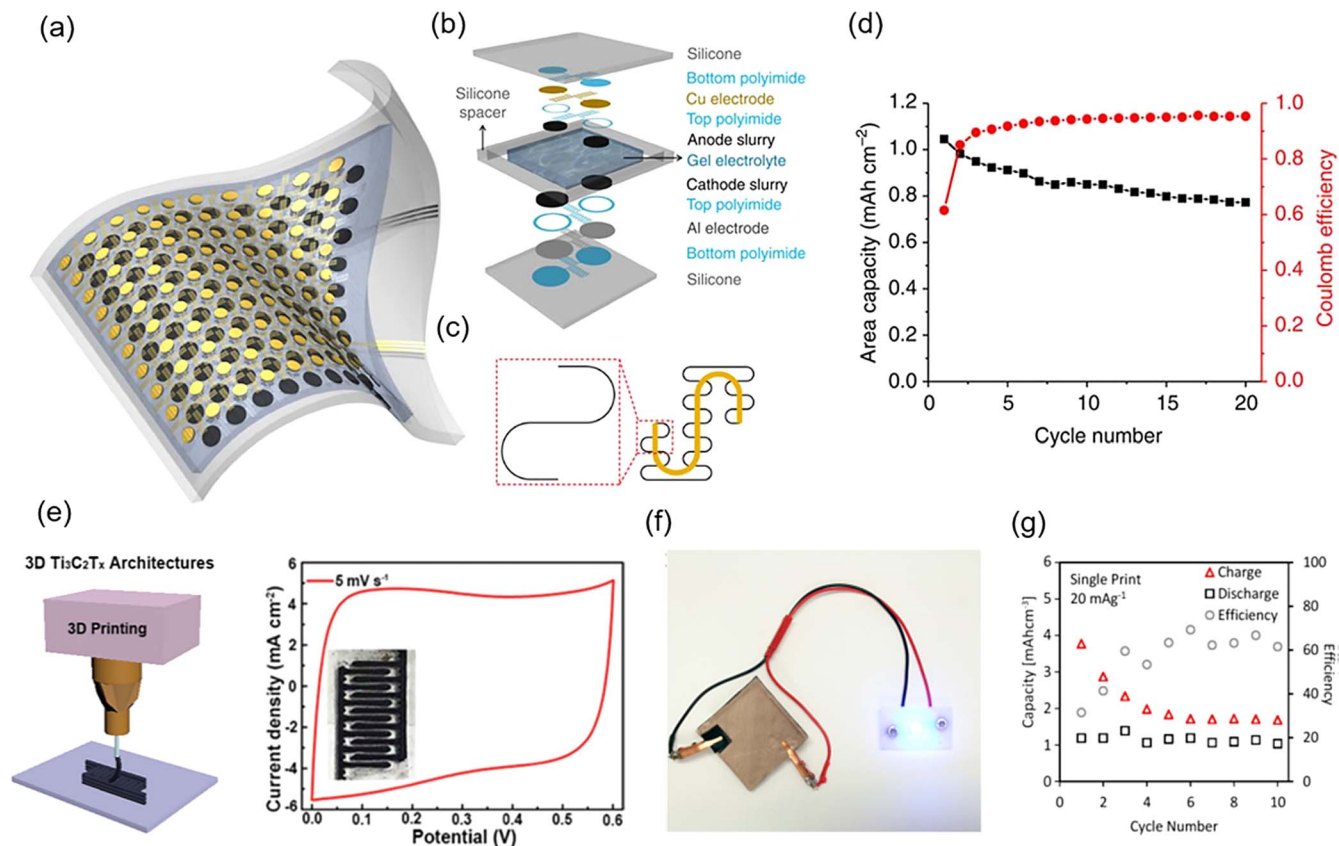 (a)
(b)
Silicone
Bottom polyimide
Cu electrode
Top polyimide
Silicone
spacer
Anode slurry
Gel electrolyte
Cathode slurry
Top polyimide
Al electrode
Bottom polyimide
Silicone
(c)
(d)
1.2
1.0
0.8
0.6
0.4
0.2
0.0
Area capacity (mAh cm⁻²)
0
5
10
15
20
Cycle number
1.0
0.8
0.6
0.4
0.2
0.0
Coulomb efficiency
(e)
3D Ti₃C₂Tₓ Architectures
3D Printing
6
4
2
0
-2
-4
-6
Current density (mA cm⁻²)
5 mV s⁻¹
0.0
0.1
0.2
0.3
0.4
0.5
0.6
Potential (V)
(f)
(g)
6
5
4
3
2
1
0
Capacity [mAhcm⁻³]
Single Print
20 mAg⁻¹
Charge
Discharge
Efficiency
100
80
60
40
20
0
Efficiency
0
2
4
6
8
10
Cycle Number